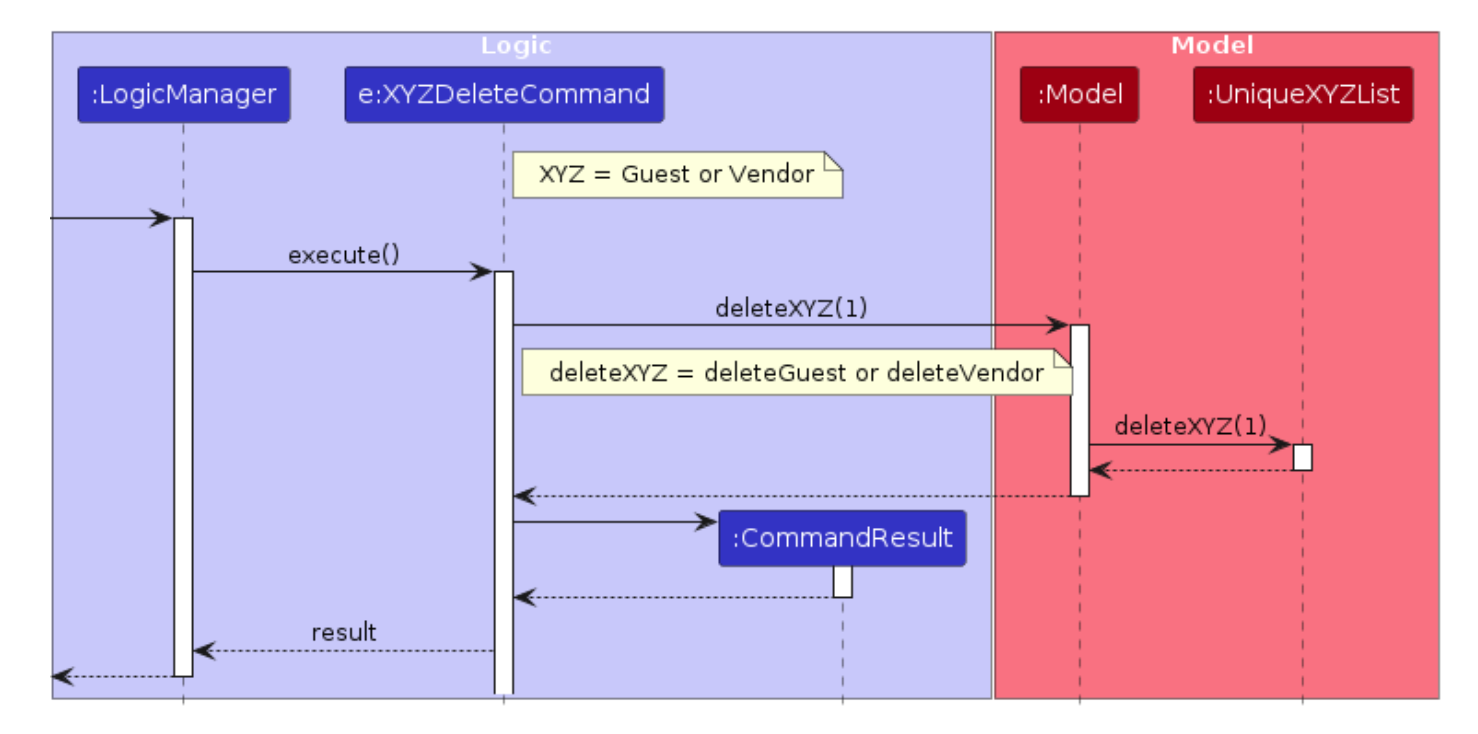 Logic
Model
:LogicManager
e:XYZDeleteCommand
:Model
:UniqueXYZList
XYZ = Guest or Vendor
execute()
deleteXYZ(1)
deleteXYZ = deleteGuest or deleteVendor
deleteXYZ(1)
:CommandResult
result